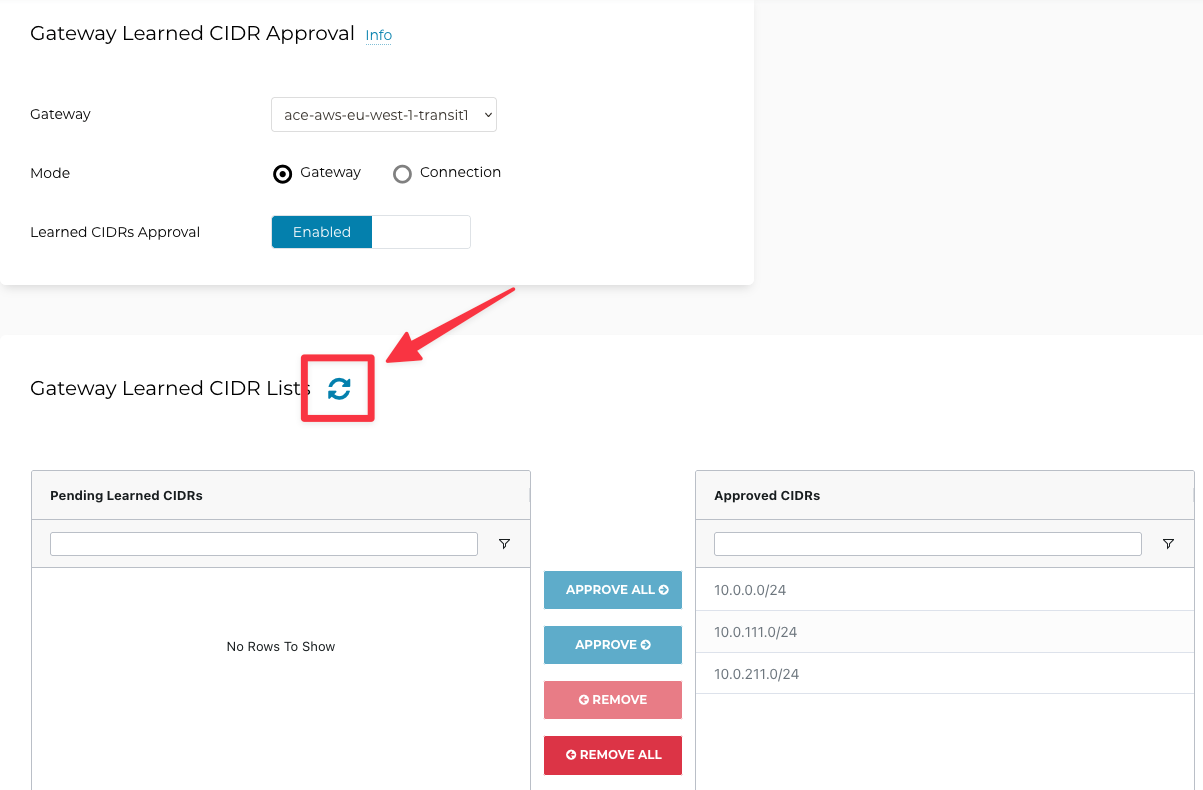 Gateway Learned CIDR Approval Info
Gateway ace-aws-eu-west-1-transit1
Mode Gateway Connection
Learned CIDRs Approval Enabled
Gateway Learned CIDR Lists
Pending Learned CIDRs
No Rows To Show
APPROVE ALL
APPROVE
REMOVE
REMOVE ALL
Approved CIDRs
10.0.0.0/24
10.0.111.0/24
10.0.211.0/24